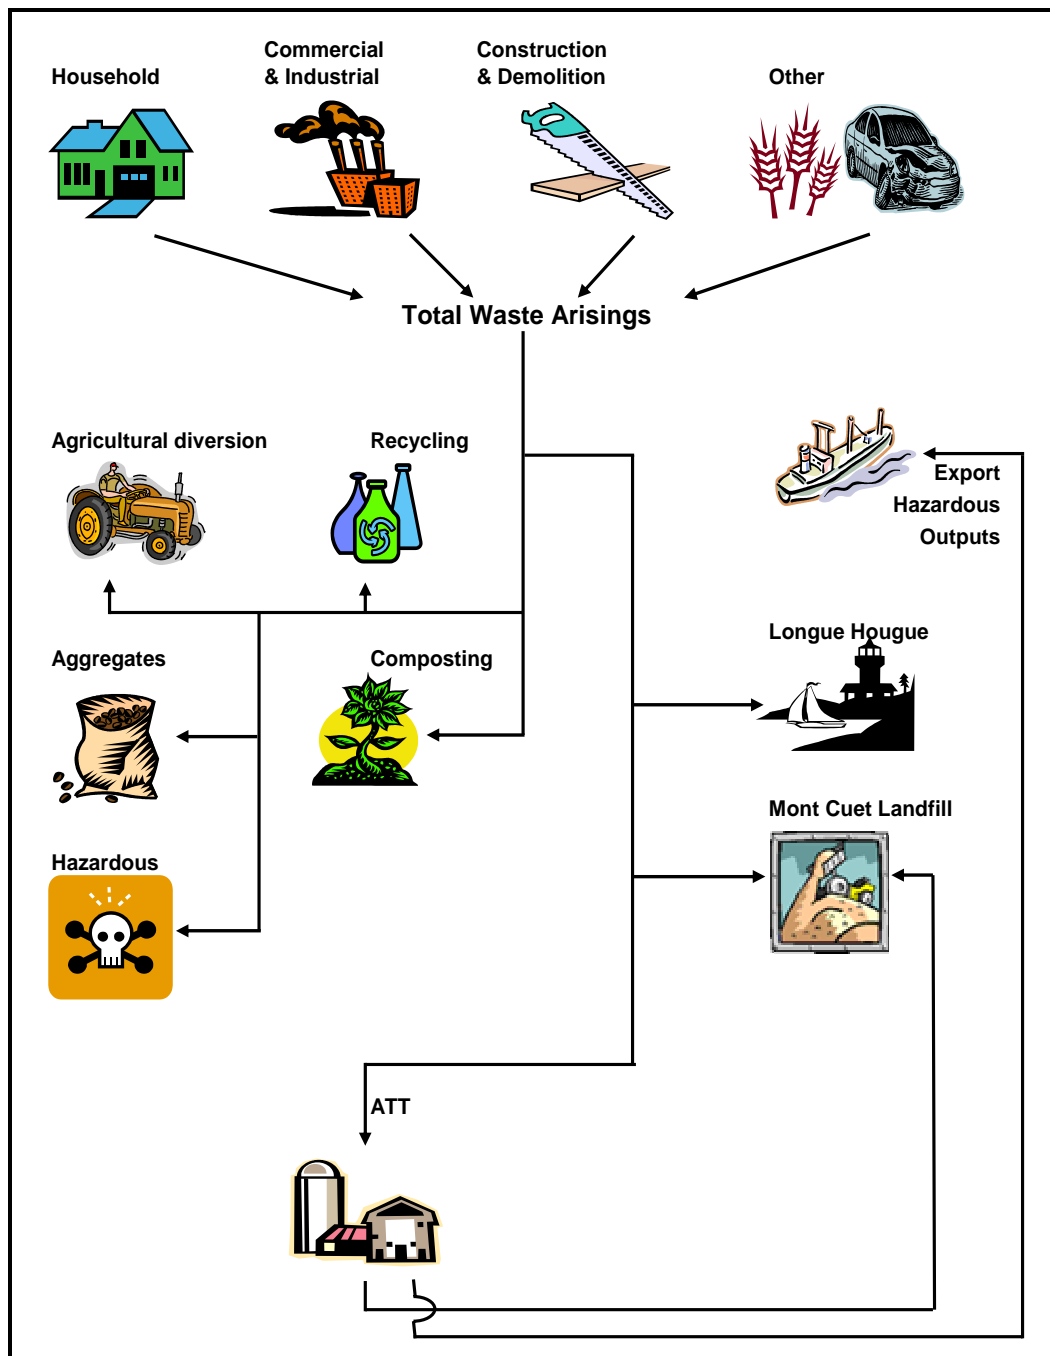 Household
Commercial
& Industrial
Construction
& Demolition
Other
Total Waste Arisings
Agricultural diversion
Recycling
Export
Hazardous
Outputs
Aggregates
Composting
Longue Hougue
Mont Cuet Landfill
Hazardous
ATT